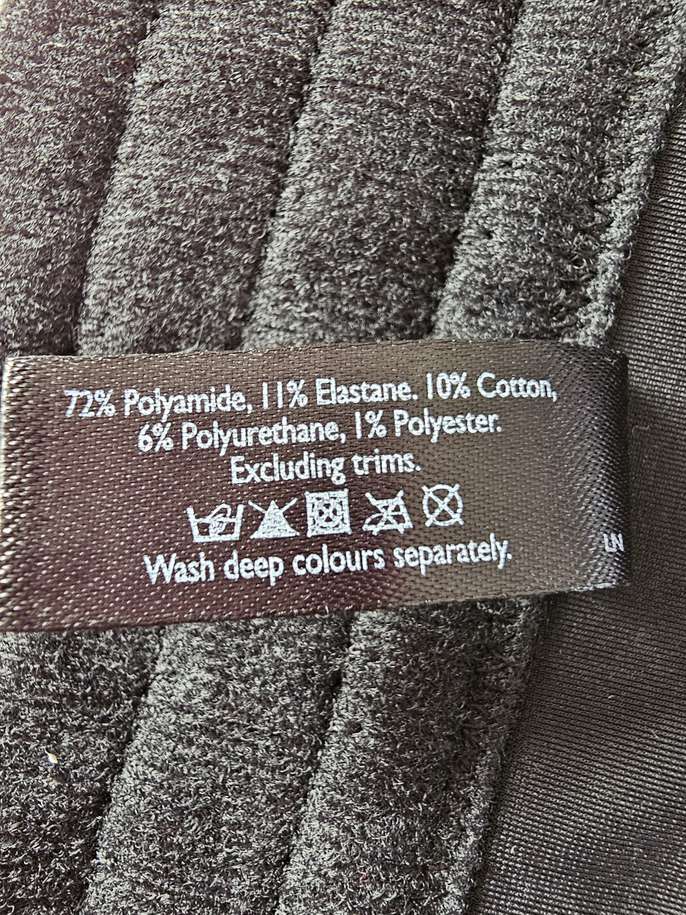 72% Polyamide, 11% Elastane. 10% Cotton,
6% Polyurethane, 1% Polyester.
Excluding trims.
Wash deep colours separately.
LN